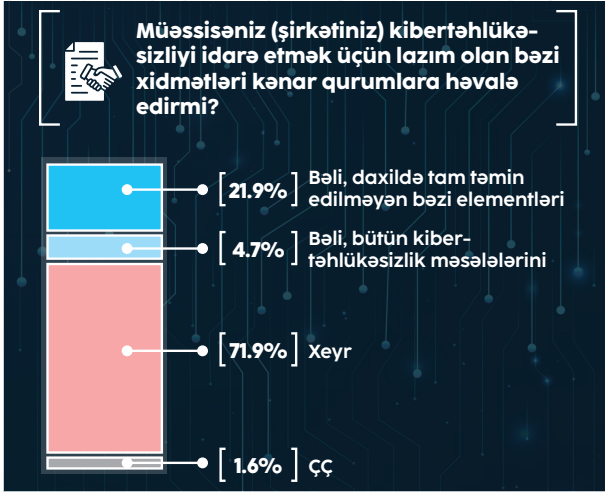 Müəssisəniz (şirkətiniz) kibertəhlükə-
sizliyi idarə etmək üçün lazım olan bəzi
xidmətləri kənar qurumlara həvalə
edirmi?
[21.9%] Bəli, daxildə tam təmin
edilməyən bəzi elementləri
[4.7%] Bəli, bütün kiber-
təhlükəsizlik məsələlərini
[71.9%] Xeyr
[1.6%] ÇÇ